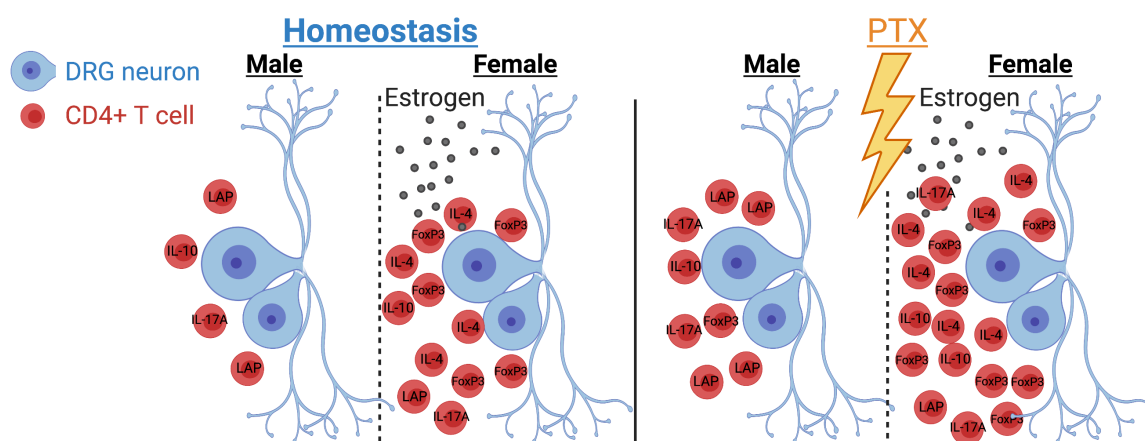 Homeostasis
PTX
DRG neuron
CD4+ T cell
Male
Female
Male
Female
Estrogen
Estrogen
LAP
IL-10
IL-17A
LAP
IL-4
FoxP3
FoxP3
IL-4
FoxP3
IL-10
IL-4
IL-4
FoxP3
FoxP3
LAP
IL-17A
LAP
LAP
IL-17A
IL-10
IL-17A
FoxP3
LAP
LAP
IL-17A
IL-4
IL-4
IL-4
FoxP3
FoxP3
IL-4
FoxP3
IL-10
IL-4
IL-4
FoxP3
IL-10
FoxP3
FoxP3
LAP
IL-17A
FoxP3